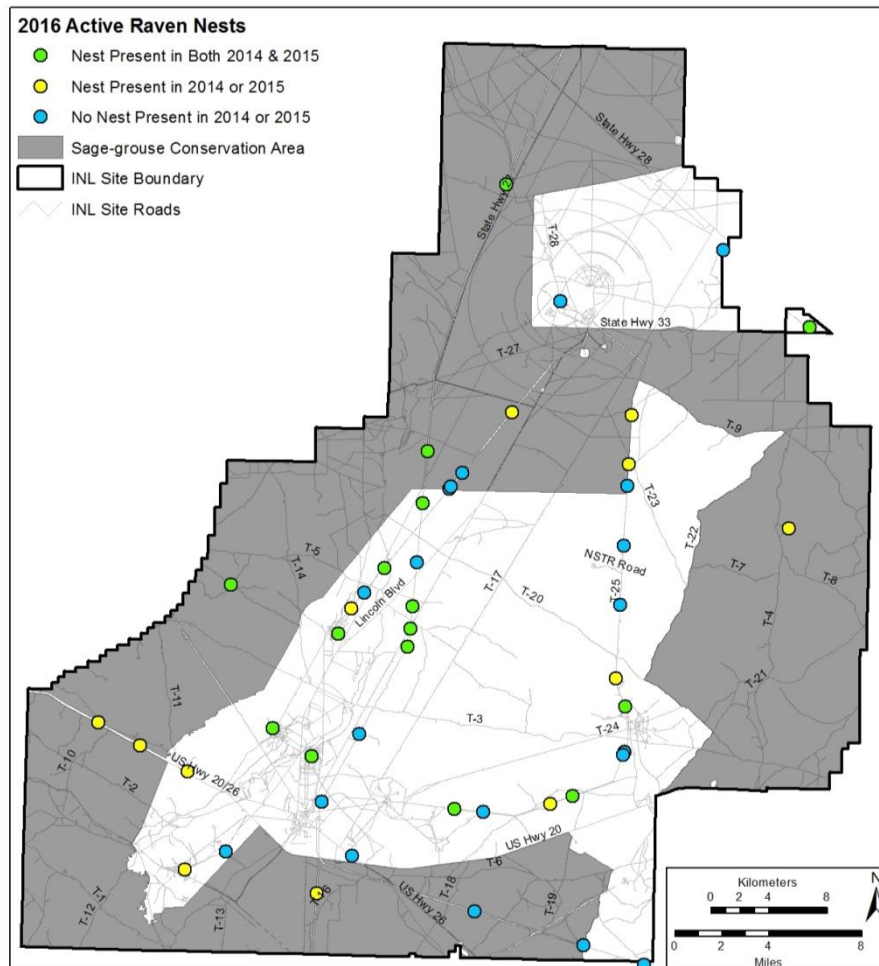 2016 Active Raven Nests
Nest Present in Both 2014 & 2015
Nest Present in 2014 or 2015
No Nest Present in 2014 or 2015
Sage-grouse Conservation Area
INL Site Boundary
INL Site Roads
State Hwy 28
State Hwy 22
T-28
State Hwy 33
T-27
T-9
T-23
T-22
T-5
T-14
T-17
NSTR Road
T-7
T-8
T-25
T-20
Lincoln Blvd
T-4
T-21
T-11
T-3
T-24
T-10
US Hwy 20/26
T-2
US Hwy 20
T-6
T-1
T-12
T-13
T-16
US Hwy 26
T-18
T-19
N
Kilometers
0 2 4 8
0 2 4 8
Miles